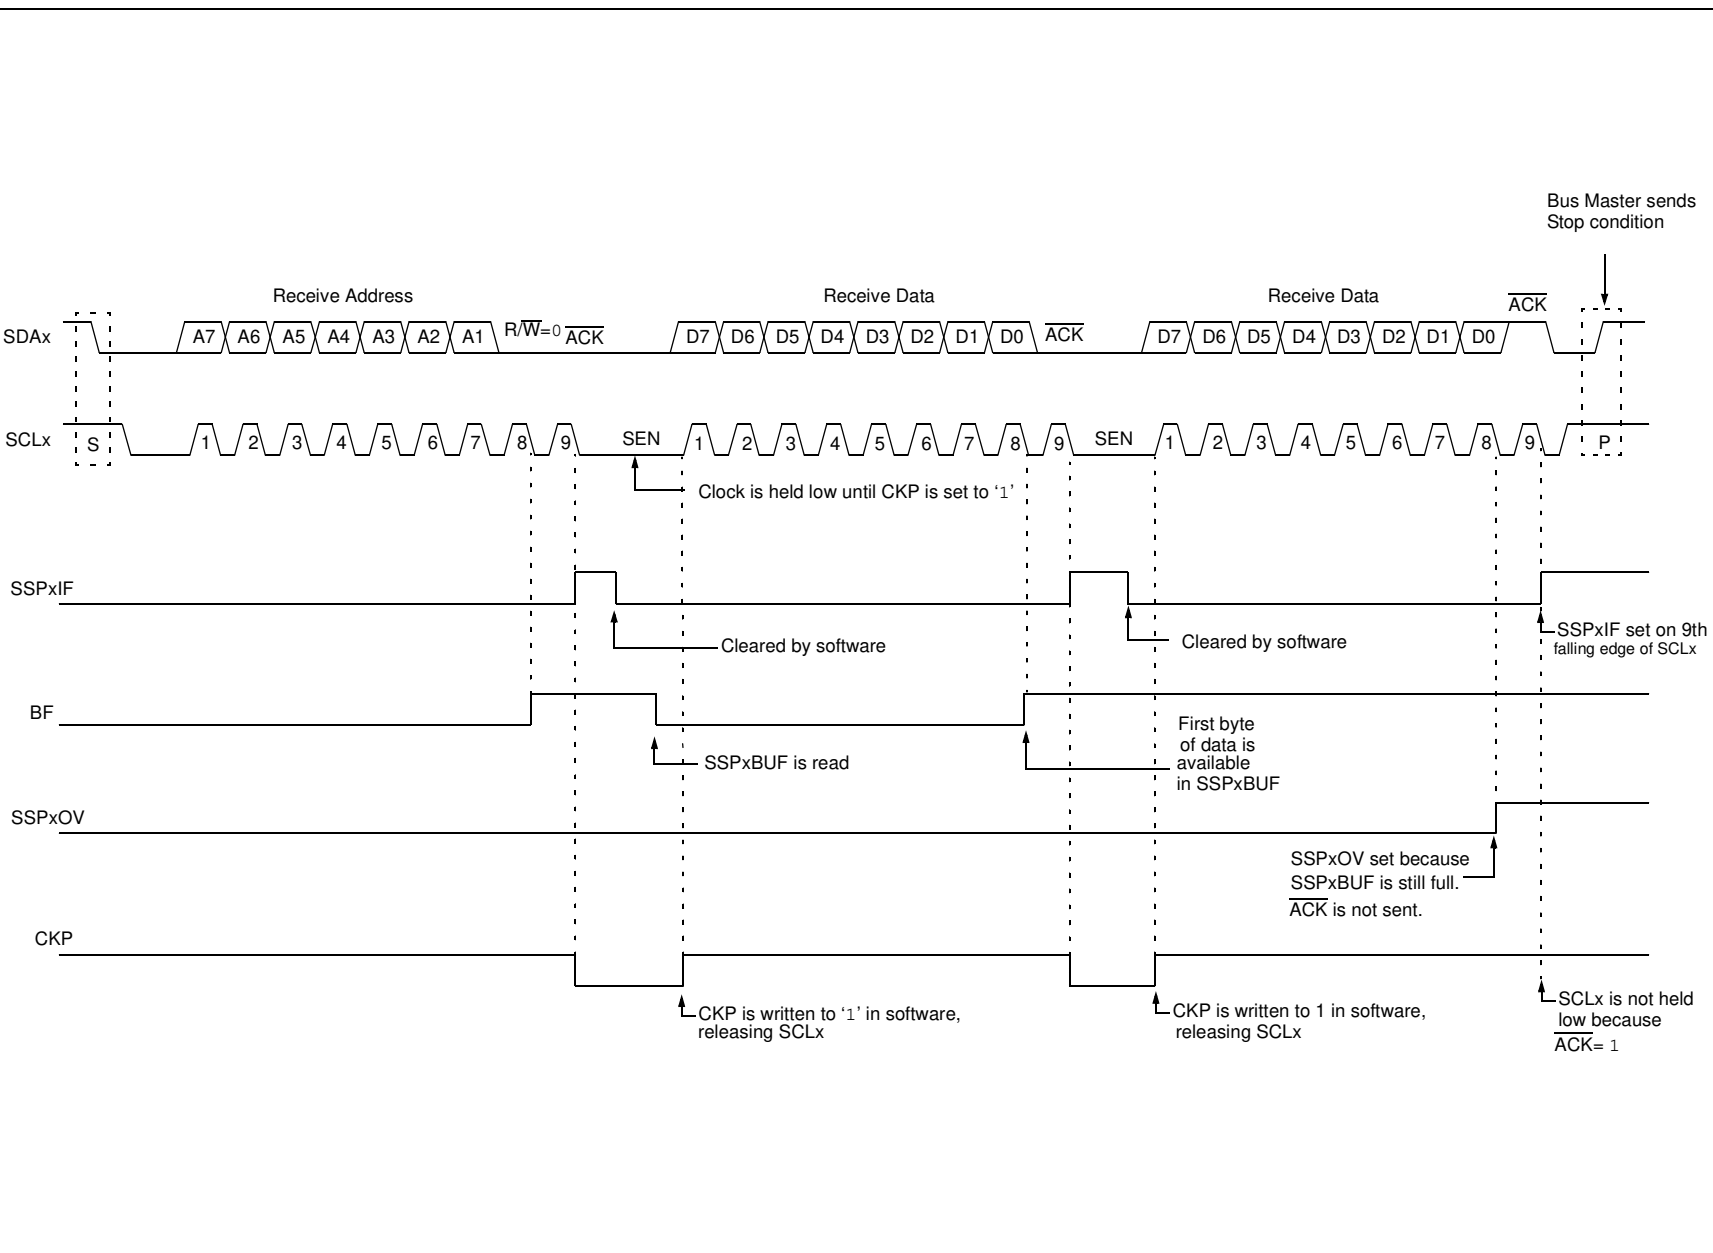 Bus Master sends
Stop condition
Receive Address
Receive Data
Receive Data
ACK
SDAx
A7 A6 A5 A4 A3 A2 A1 R/W=0 ACK
D7 D6 D5 D4 D3 D2 D1 D0 ACK
D7 D6 D5 D4 D3 D2 D1 D0
SCLx
S
1 2 3 4 5 6 7 8 9 SEN
1 2 3 4 5 6 7 8 9 SEN
1 2 3 4 5 6 7 8 9
P
Clock is held low until CKP is set to ‘1’
SSPxIF
Cleared by software
Cleared by software
SSPxIF set on 9th
falling edge of SCLx
BF
SSPxBUF is read
First byte
of data is
available
in SSPxBUF
SSPxOV
SSPxOV set because
SSPxBUF is still full.
ACK is not sent.
CKP
CKP is written to ‘1’ in software,
releasing SCLx
CKP is written to 1 in software,
releasing SCLx
SCLx is not held
low because
ACK= 1